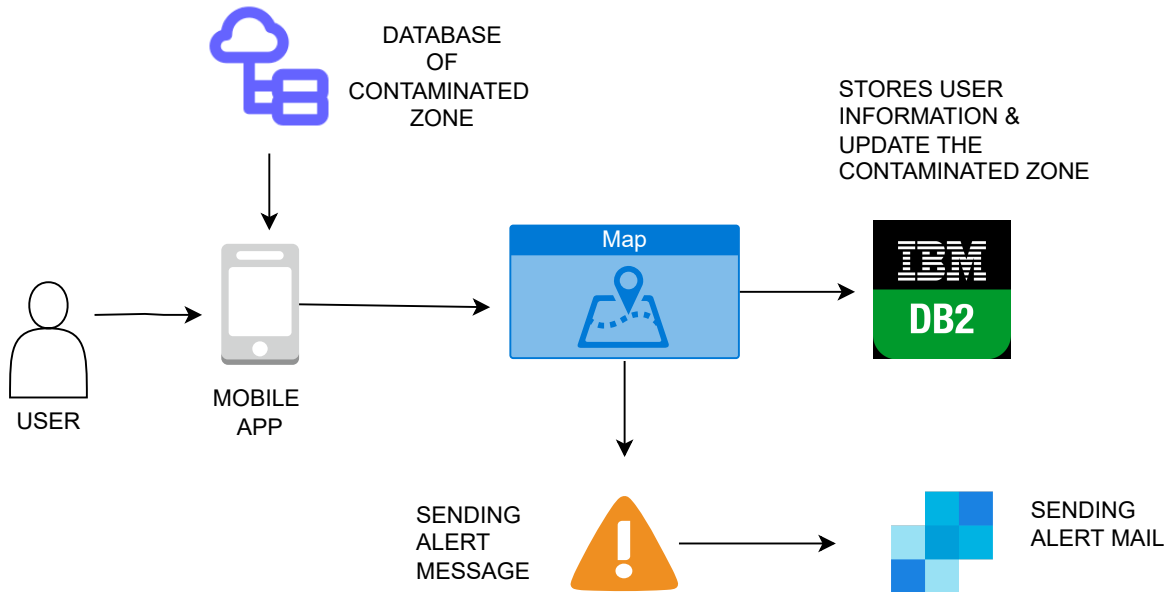 DATABASE
OF
CONTAMINATED
ZONE
STORES USER
INFORMATION &
UPDATE THE
CONTAMINATED ZONE
Map
IBM
DB2
USER
MOBILE
APP
SENDING
ALERT
MESSAGE
SENDING
ALERT MAIL